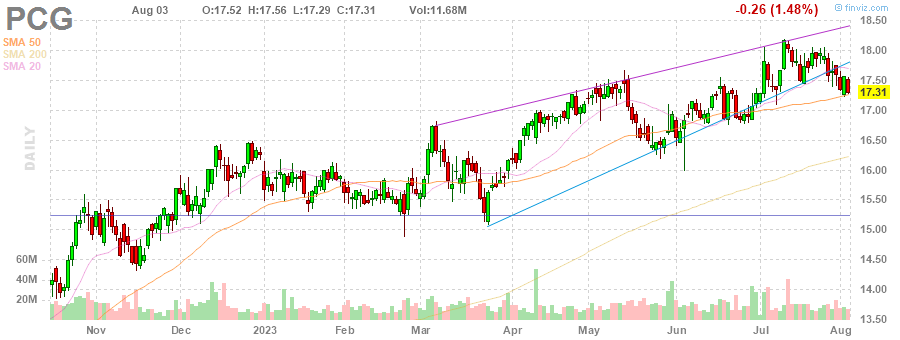 PCG
Aug 03 O:17.52 H:17.56 L:17.29 C:17.31 Vol:11.68M -0.26 (1.48%) finviz.com
SMA 50
SMA 200
SMA 20
DAILY
18.50
18.00
17.50
17.31
17.00
16.50
16.00
15.50
15.00
14.50
14.00
13.50
60M
40M
20M
Nov Dec 2023 Feb Mar Apr May Jun Jul Aug